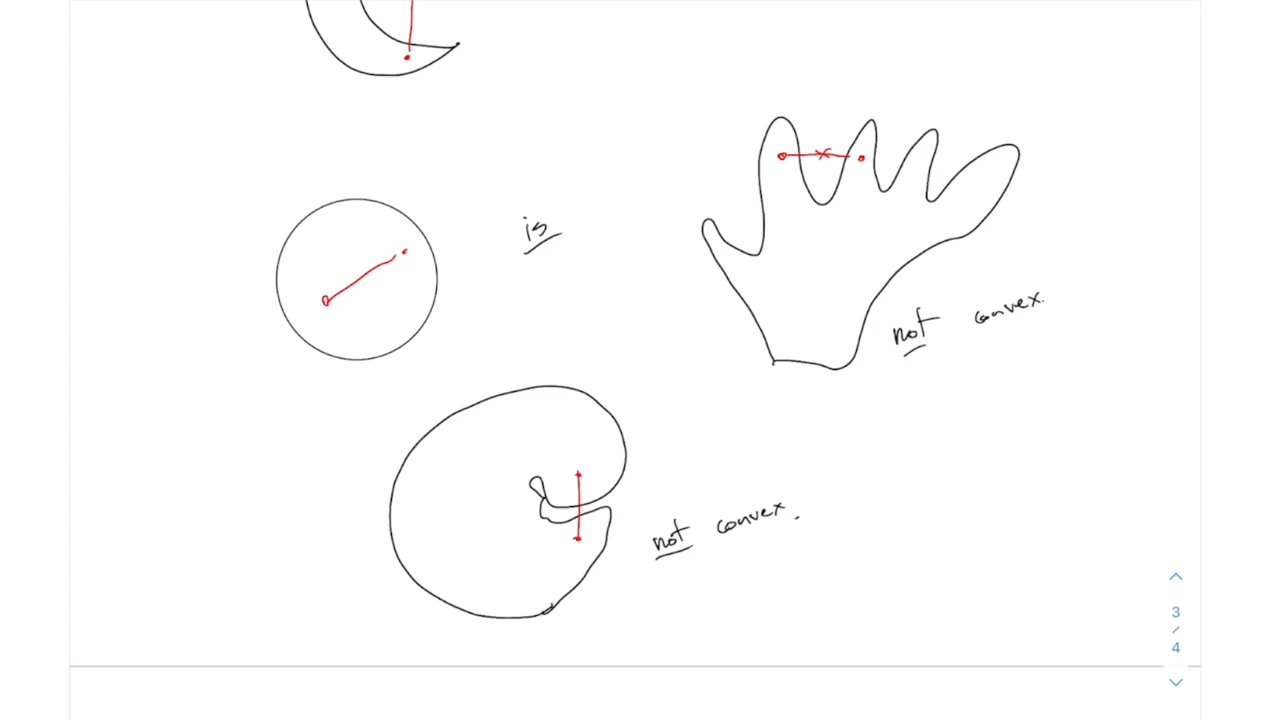 is
not convex.
not convex.
3
/
4